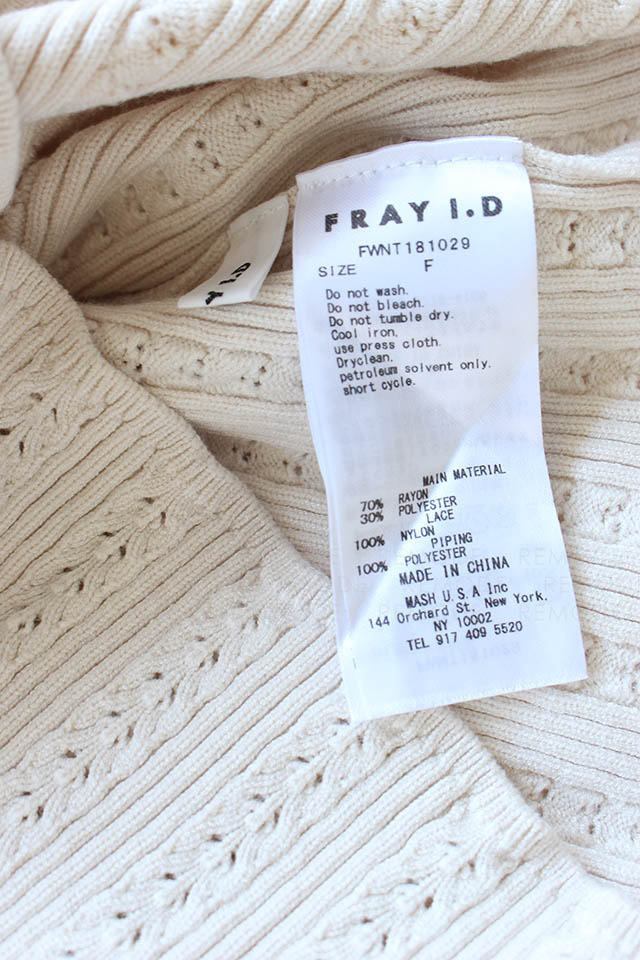 FRAY I.D
FWNT181029
SIZE F
Do not wash.
Do not bleach.
Do not tumble dry.
Cool iron.
use press cloth.
Dryclean.
petroleum solvent only.
short cycle.
MAIN MATERIAL
70% RAYON
30% POLYESTER
LACE
100% NYLON
PIPING
100% POLYESTER
MADE IN CHINA
MASH U.S.A Inc
144 Orchard St. New York.
NY 10002
TEL 917 409 5520
Y I.D